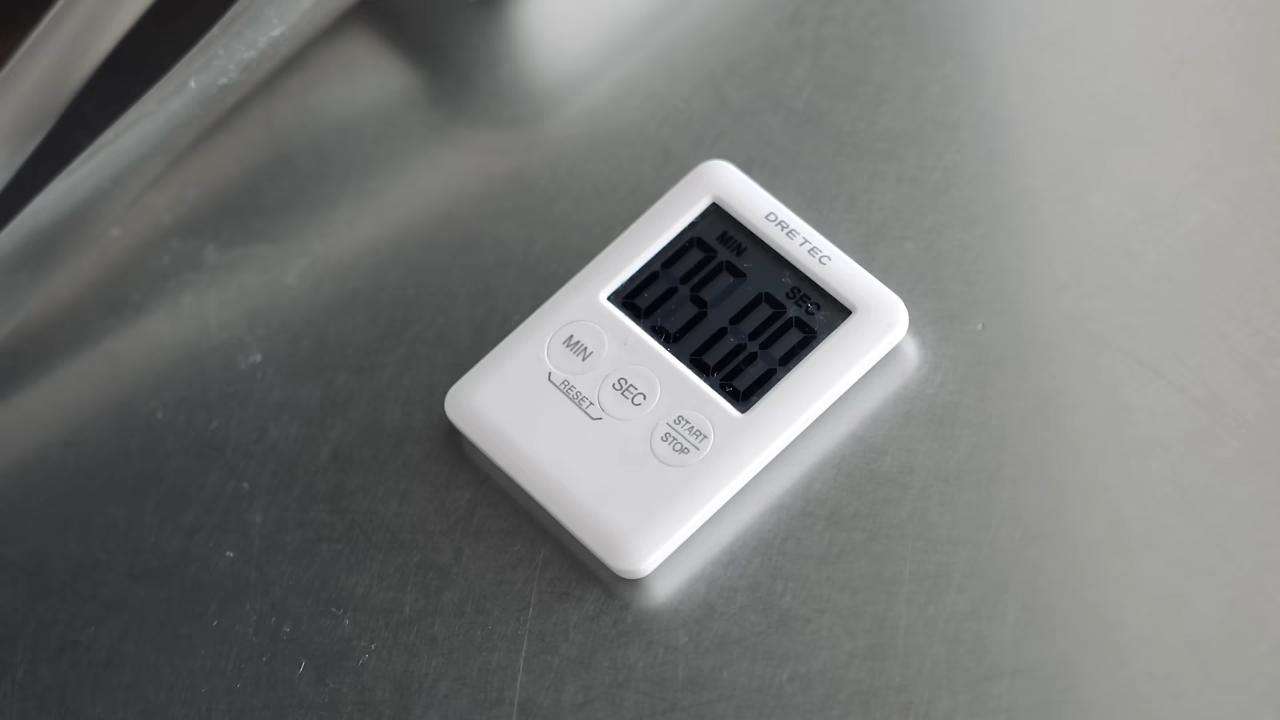 DRETEC
MIN SEC
05 00
MIN SEC
RESET
START
STOP